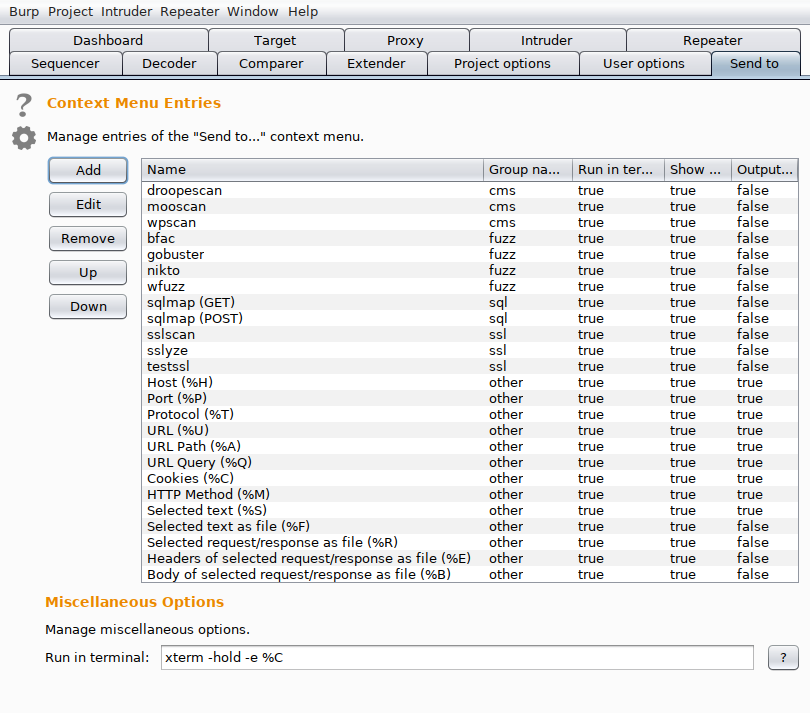 Burp Project Intruder Repeater Window Help
Dashboard Target Proxy Intruder Repeater
Sequencer Decoder Comparer Extender Project options User options Send to
? Context Menu Entries
Manage entries of the "Send to..." context menu.
Add
Edit
Remove
Up
Down
Name Group na... Run in ter... Show ... Output...
droopescan cms true true false
mooscan cms true true false
wpscan cms true true false
bfac fuzz true true false
gobuster fuzz true true false
nikto fuzz true true false
wfuzz fuzz true true false
sqlmap (GET) sql true true false
sqlmap (POST) sql true true false
sslscan ssl true true false
sslyze ssl true true false
testssl ssl true true false
Host (%H) other true true true
Port (%P) other true true true
Protocol (%T) other true true true
URL (%U) other true true true
URL Path (%A) other true true true
URL Query (%Q) other true true true
Cookies (%C) other true true true
HTTP Method (%M) other true true true
Selected text (%S) other true true true
Selected text as file (%F) other true true false
Selected request/response as file (%R) other true true false
Headers of selected request/response as file (%E) other true true false
Body of selected request/response as file (%B) other true true false
Miscellaneous Options
Manage miscellaneous options.
Run in terminal: xterm -hold -e %C ?